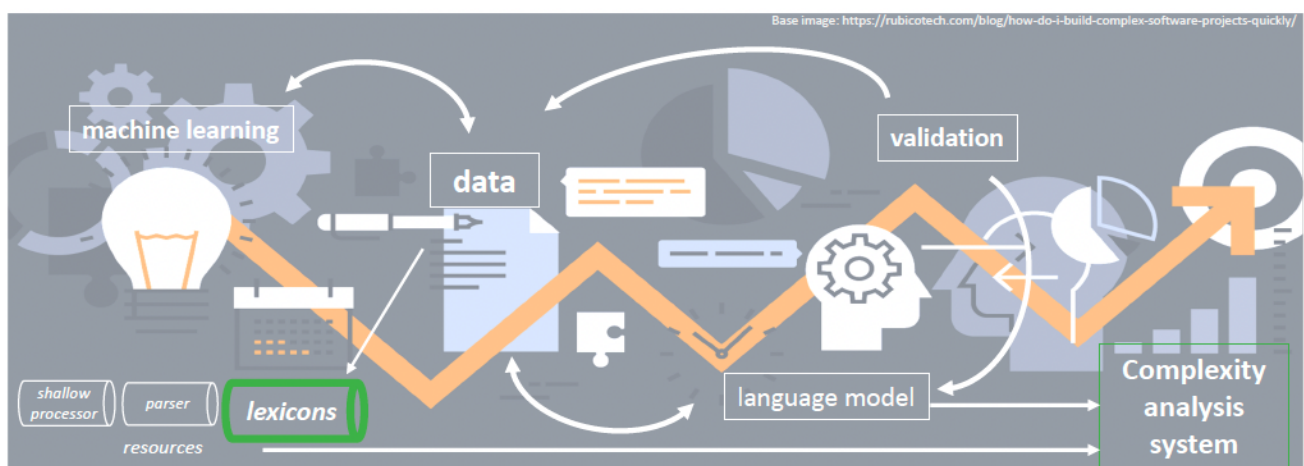 Base image: https://rubicotech.com/blog/how-do-i-build-complex-software-projects-quickly/
machine learning
data
validation
shallow
processor
parser
lexicons
resources
language model
Complexity
analysis
system